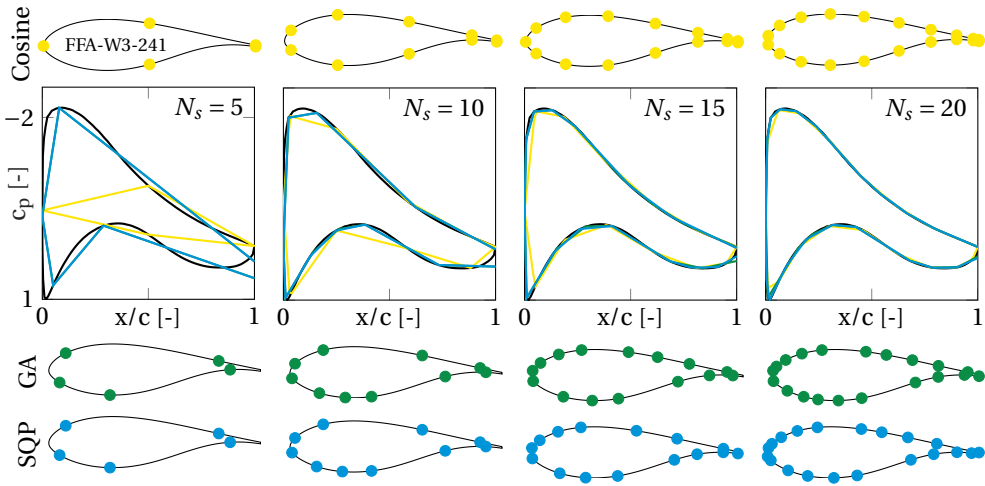 Cosine
FFA-W3-241
N_s = 5
N_s = 10
N_s = 15
N_s = 20
-2
c_p [-]
1
0
x/c [-]
1
0
x/c [-]
1
0
x/c [-]
1
0
x/c [-]
1
GA
SQP